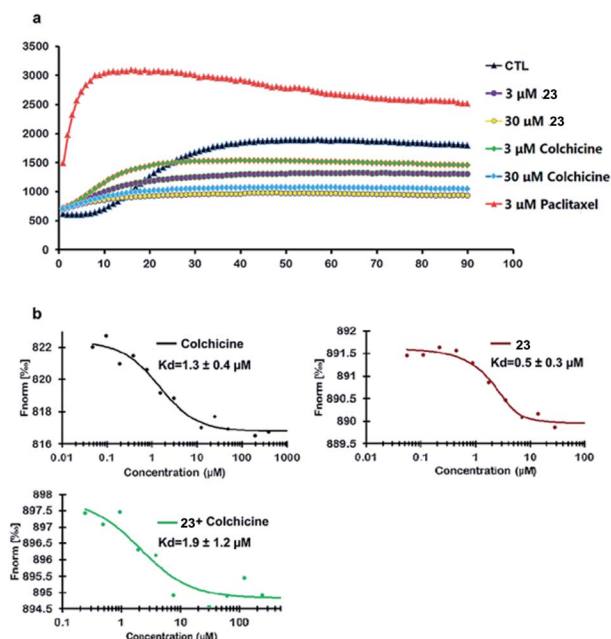 a
3500
3000
2500
2000
1500
1000
500
0
0 10 20 30 40 50 60 70 80 90 100
CTL
3 µM 23
30 µM 23
3 µM Colchicine
30 µM Colchicine
3 µM Paclitaxel
b
Fnorm [‰]
822
820
818
816
0.01 0.1 1 10 100 1000
Concentration (µM)
Colchicine
Kd=1.3 ± 0.4 µM
Fnorm [‰]
892
891.5
891
890.5
890
889.5
0.01 0.1 1 10 100
Concentration (µM)
23
Kd=0.5 ± 0.3 µM
Fnorm [‰]
898
897.5
897
896.5
896
895.5
895
894.5
0.1 1 10 100
Concentration (µM)
23+ Colchicine
Kd=1.9 ± 1.2 µM